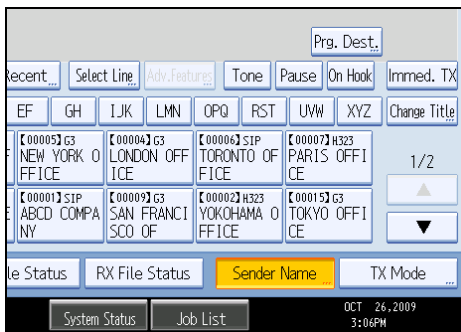 Prg. Dest.
Recent Select Line Adv.Features Tone Pause On Hook Immed. TX
EF GH IJK LMN OPQ RST UVW XYZ Change Title
【00005】G3 【00004】G3 【00006】SIP 【00007】H323
F NEW YORK O LONDON OFF TORONTO OF PARIS OFFI 1/2
FFICE ICE FICE CE
【00001】SIP 【00009】G3 【00002】H323 【00015】G3
E ABCD COMPA SAN FRANCI YOKOHAMA O TOKYO OFFI
NY SCO OF FFICE CE
le Status RX File Status Sender Name TX Mode
System Status Job List OCT 26,2009
3:06PM